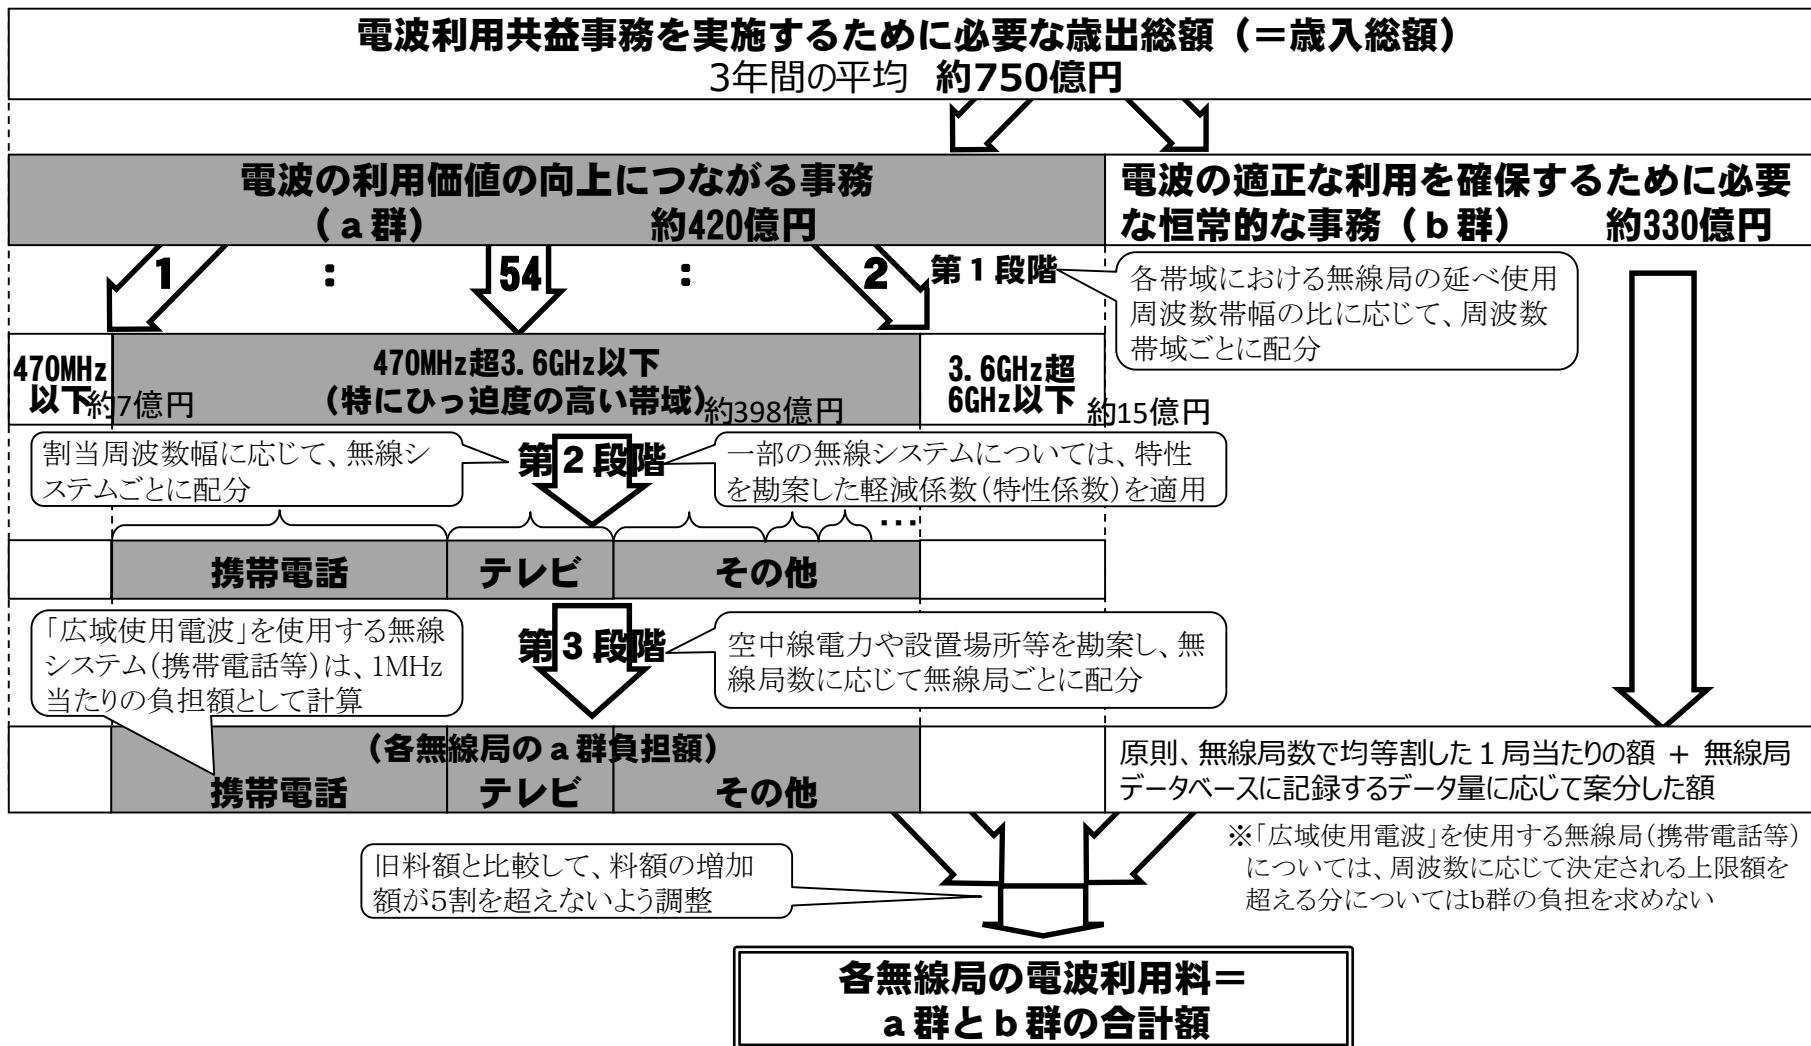 電波利用共益事務を実施するために必要な歳出総額（＝歳入総額）
3年間の平均 約750億円
電波の利用価値の向上につながる事務
（a群） 約420億円
電波の適正な利用を確保するために必要
な恒常的な事務（b群） 約330億円
1 : 54 : 2
第1段階
各帯域における無線局の延べ使用
周波数帯幅の比に応じて、周波数
帯域ごとに配分
470MHz
以下
約7億円
470MHz超3.6GHz以下
（特にひっ迫度の高い帯域）
約398億円
3.6GHz超
6GHz以下
約15億円
割当周波数幅に応じて、無線シ
ステムごとに配分
第2段階
一部の無線システムについては、特性
を勘案した軽減係数（特性係数）を適用
…
携帯電話 テレビ その他
「広域使用電波」を使用する無線
システム（携帯電話等）は、1MHz
当たりの負担額として計算
第3段階
空中線電力や設置場所等を勘案し、無
線局数に応じて無線局ごとに配分
（各無線局のa群負担額）
携帯電話 テレビ その他
原則、無線局数で均等割した1局当たりの額 + 無線局
データベースに記録するデータ量に応じて案分した額
※「広域使用電波」を使用する無線局（携帯電話等）
については、周波数に応じて決定される上限額を
超える分についてはb群の負担を求めない
旧料額と比較して、料額の増加
額が5割を超えないよう調整
各無線局の電波利用料＝
a群とb群の合計額